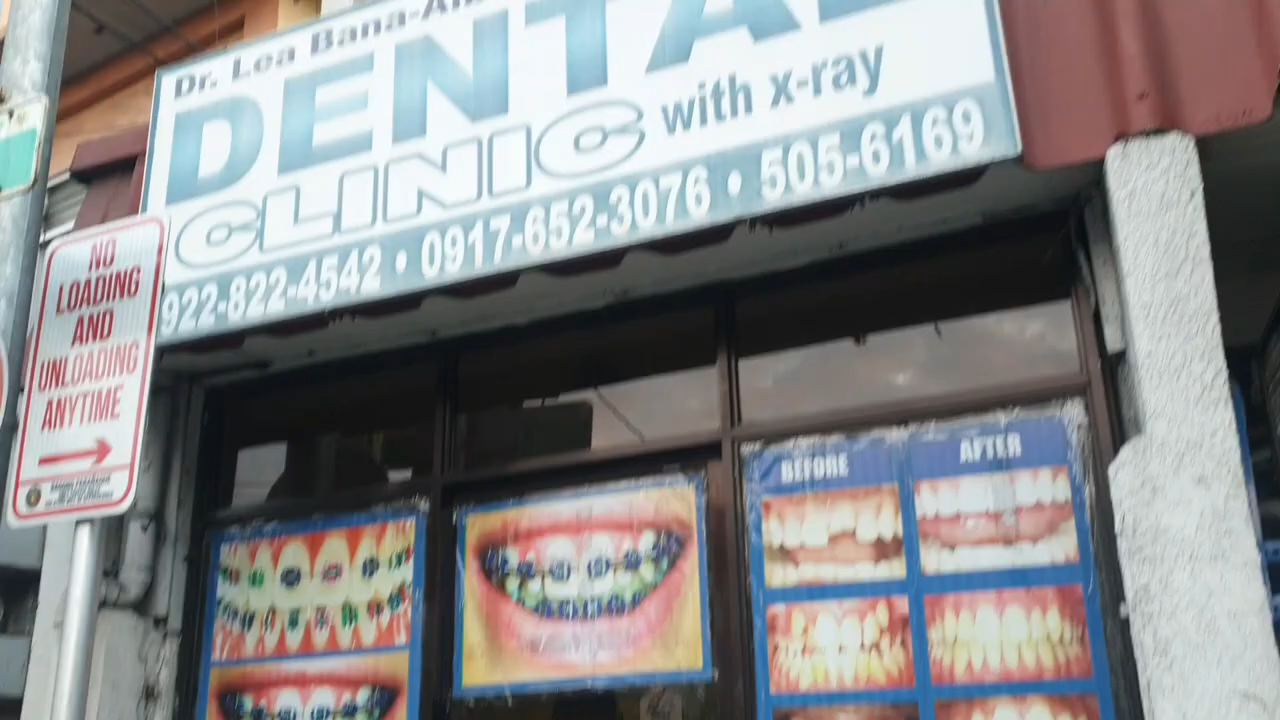 Dr. Lea Bana-
DENTAL
CLINIC with x-ray
922-822-4542 • 0917-652-3076 • 505-6169
NO
LOADING
AND
UNLOADING
ANYTIME
BEFORE
AFTER